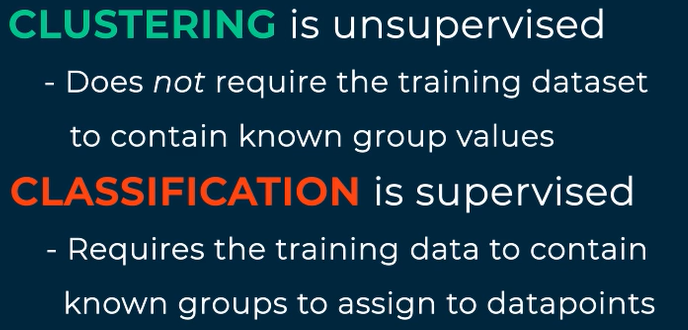 CLUSTERING is unsupervised
- Does not require the training dataset
to contain known group values
CLASSIFICATION is supervised
- Requires the training data to contain
known groups to assign to datapoints